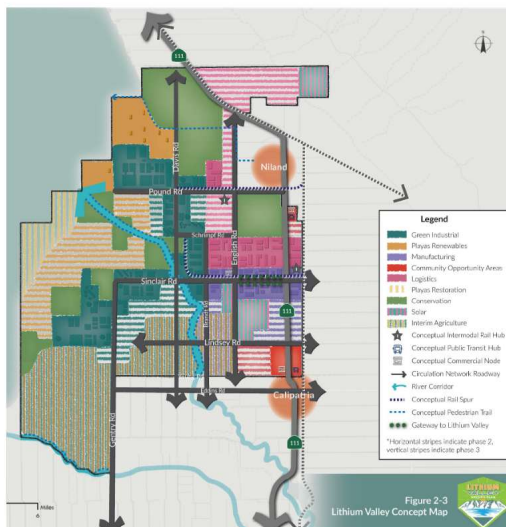 111
Davis Rd
Niland
Pound Rd
Schrimpf Rd
English Rd
Sinclair Rd
111
Lindsey Rd
Eddins Rd
Calipatria
Gentry Rd
111
Legend
Green Industrial
Playas Renewables
Manufacturing
Community Opportunity Areas
Logistics
Playas Restoration
Conservation
Solar
Interim Agriculture
Conceptual Intermodal Rail Hub
Conceptual Public Transit Hub
Conceptual Commercial Node
Circulation Network Roadway
River Corridor
Conceptual Rail Spur
Conceptual Pedestrian Trail
Gateway to Lithium Valley
*Horizontal stripes indicate phase 2,
vertical stripes indicate phase 3
Miles
Figure 2-3
Lithium Valley Concept Map
LITHIUM